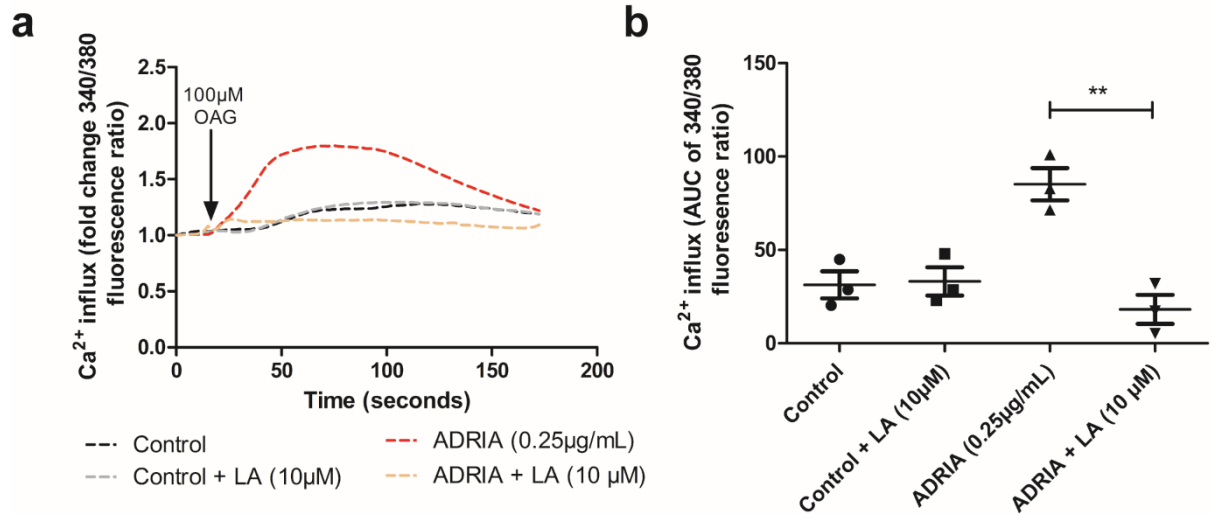 a
Ca2+ influx (fold change 340/380
fluorescence ratio)
2.5
2.0
1.5
1.0
0.5
0.0
100µM
OAG
0
50
100
150
200
Time (seconds)
Control
Control + LA (10µM)
ADRIA (0.25µg/mL)
ADRIA + LA (10 µM)
b
Ca2+ influx (AUC of 340/380
fluoresence ratio)
150
100
50
0
**
Control
Control + LA (10µM)
ADRIA (0.25µg/mL)
ADRIA + LA (10 µM)